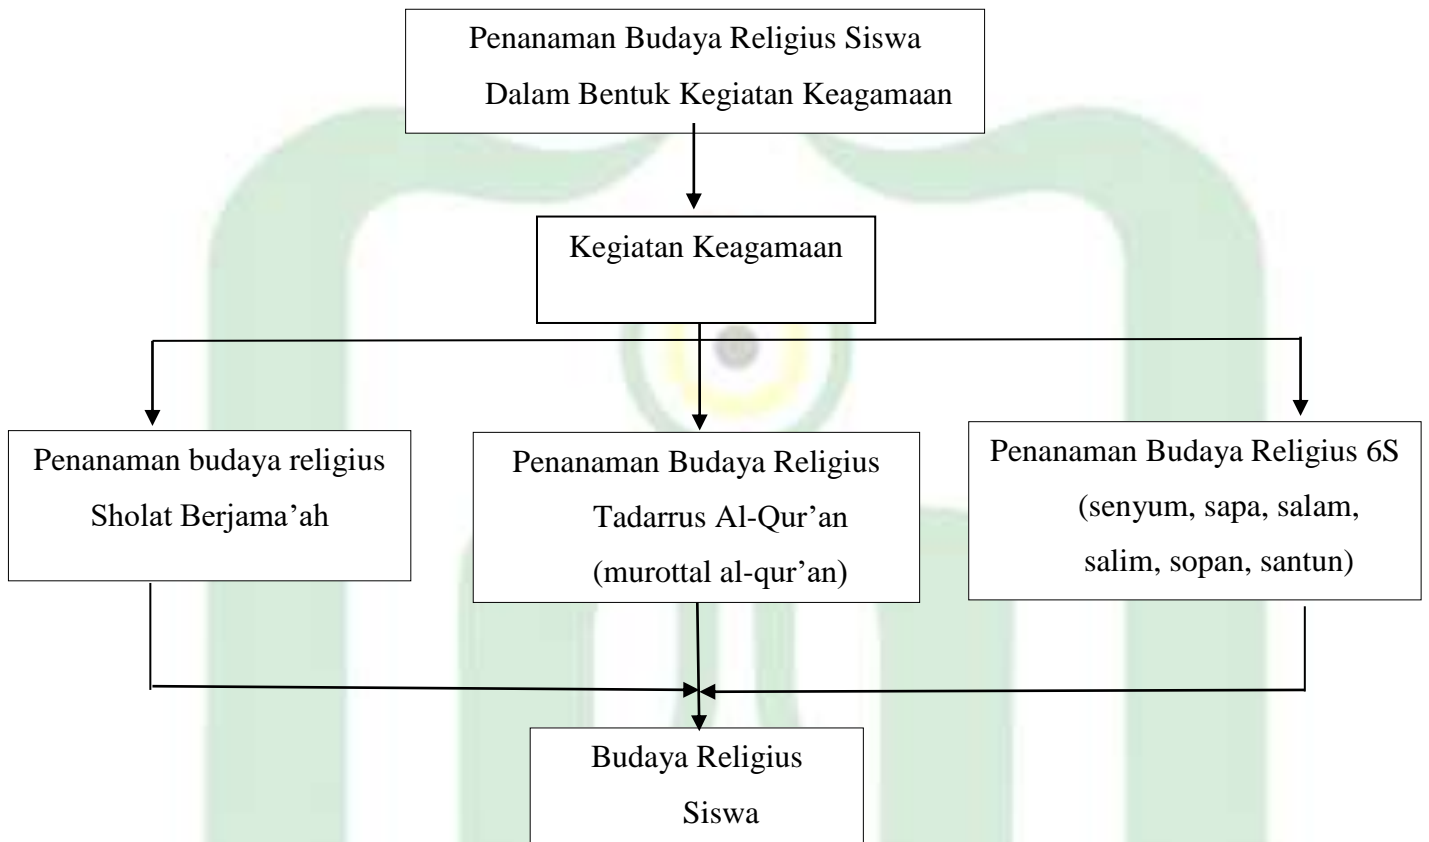 Penanaman Budaya Religius Siswa
Dalam Bentuk Kegiatan Keagamaan
Kegiatan Keagamaan
Penanaman budaya religius
Sholat Berjama’ah
Penanaman Budaya Religius
Tadarrus Al-Qur’an
(murottal al-qur’an)
Penanaman Budaya Religius 6S
(senyum, sapa, salam,
salim, sopan, santun)
Budaya Religius
Siswa